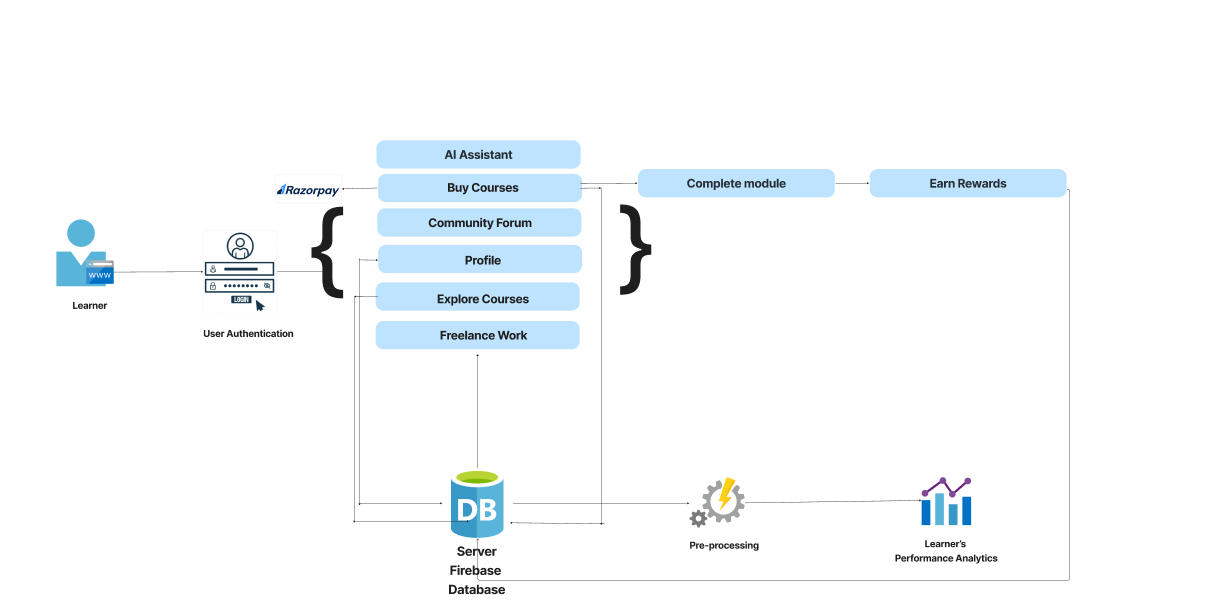 AI Assistant
Razorpay
Buy Courses
Complete module
Earn Rewards
Community Forum
{
}
Profile
www
Learner
LOGIN
User Authentication
Explore Courses
Freelance Work
DB
Server
Firebase
Database
Pre-processing
Learner's
Performance Analytics